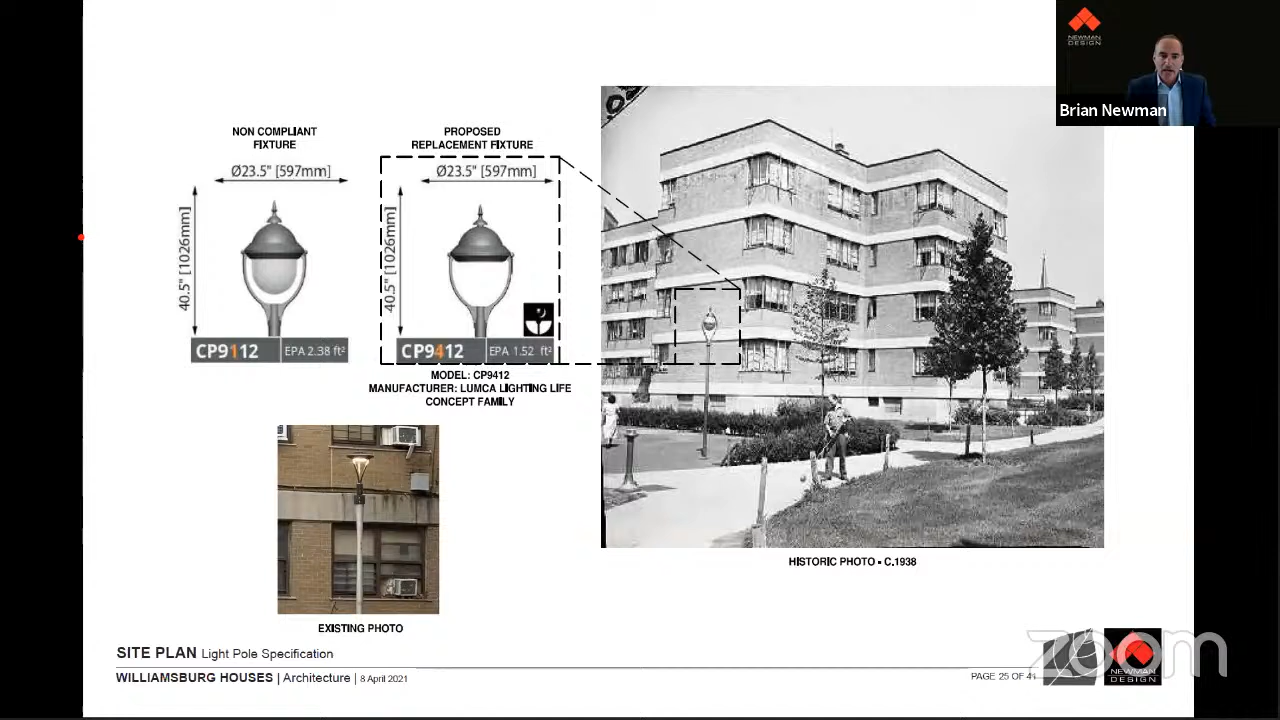 NEWMAN
DESIGN
Brian Newman
NON COMPLIANT
FIXTURE
Ø23.5" [597mm]
40.5" [1026mm]
CP9112
EPA 2.38 ft²
PROPOSED
REPLACEMENT FIXTURE
Ø23.5" [597mm]
40.5" [1026mm]
CP9412
EPA 1.52 ft²
MODEL: CP9412
MANUFACTURER: LUMCA LIGHTING LIFE
CONCEPT FAMILY
HISTORIC PHOTO - C.1938
EXISTING PHOTO
SITE PLAN Light Pole Specification
WILLIAMSBURG HOUSES | Architecture | 8 April 2021
PAGE 25 OF 41
zoom
NEWMAN
DESIGN